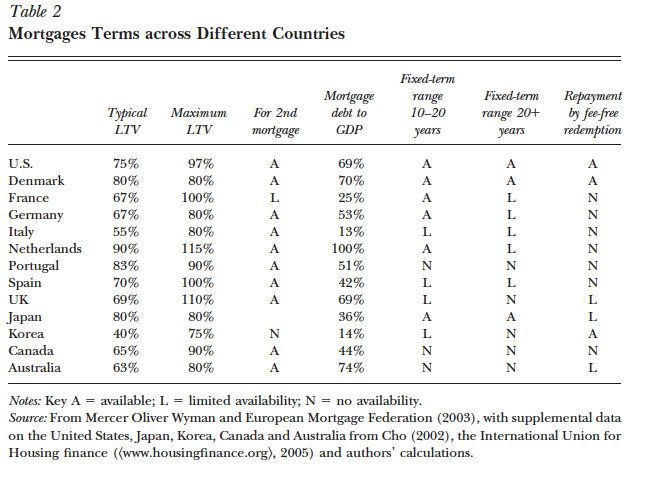 Table 2
Mortgages Terms across Different Countries
Typical LTV Maximum LTV For 2nd mortgage Mortgage debt to GDP Fixed-term range 10–20 years Fixed-term range 20+ years Repayment by fee-free redemption
U.S. 75% 97% A 69% A A A
Denmark 80% 80% A 70% A A A
France 67% 100% L 25% A L N
Germany 67% 80% A 53% A L N
Italy 55% 80% A 13% L L N
Netherlands 90% 115% A 100% A L N
Portugal 83% 90% A 51% N N N
Spain 70% 100% A 42% L L N
UK 69% 110% A 69% L N L
Japan 80% 80% 36% A A L
Korea 40% 75% N 14% L N A
Canada 65% 90% A 44% N N N
Australia 63% 80% A 74% N N L
Notes: Key A = available; L = limited availability; N = no availability.
Source: From Mercer Oliver Wyman and European Mortgage Federation (2003), with supplemental data
on the United States, Japan, Korea, Canada and Australia from Cho (2002), the International Union for
Housing finance (⟨www.housingfinance.org⟩, 2005) and authors’ calculations.